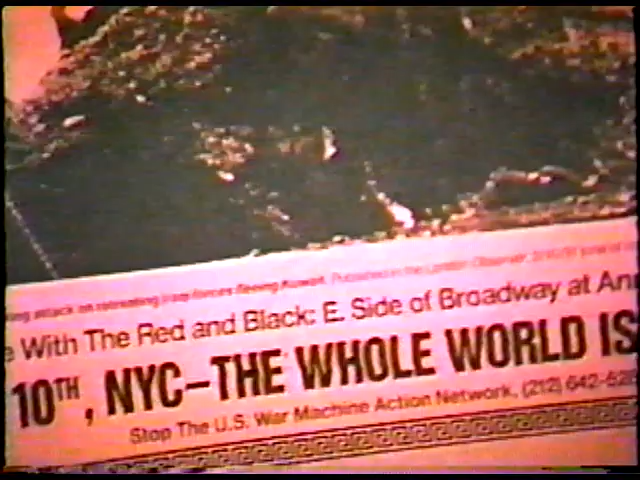 ing attack on retreating Iraqi forces fleeing Kuwait. Published in the London Observer,
e With The Red and Black: E. Side of Broadway at An
10TH, NYC–THE WHOLE WORLD IS
Stop The U.S. War Machine Action Network, (212) 642-52